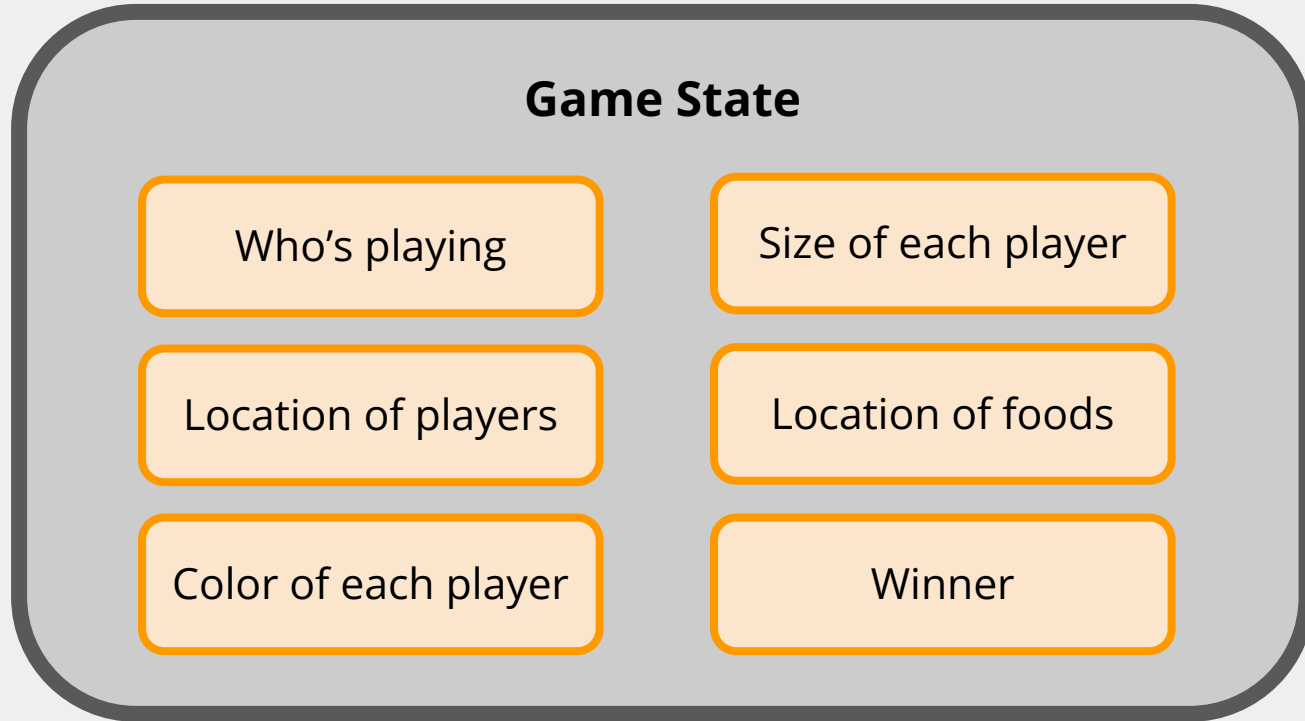 Game State
Who’s playing
Size of each player
Location of players
Location of foods
Color of each player
Winner